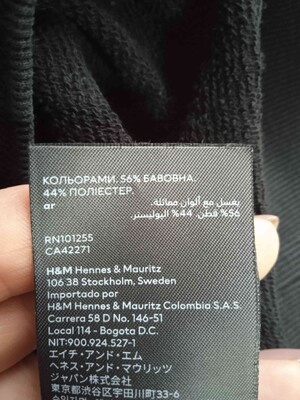 КОЛЬОРАМИ. 56% БАВОВНА.
44% ПОЛІЕСТЕР.
ar
يغسل مع ألوان مماثلة.
56% قطن. 44% البوليستر.
RN101255
CA42271
H&M Hennes & Mauritz
106 38 Stockholm, Sweden
Importado por
H&M Hennes & Mauritz Colombia S.A.S.
Carrera 58 D No. 146-51
Local 114 - Bogota D.C.
NIT:900.924.527-1
エイチ・アンド・エム
ヘネス・アンド・マウリッツ
ジャパン株式会社
東京都渋谷区宇田川町33-6